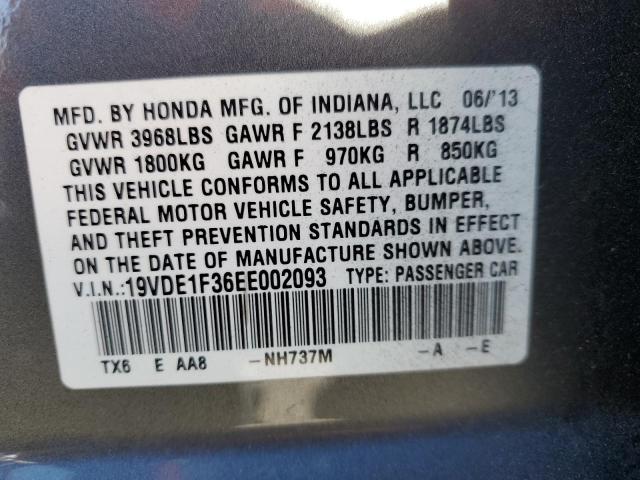 MFD. BY HONDA MFG. OF INDIANA, LLC 06/'13
GVWR 3968LBS GAWR F 2138LBS R 1874LBS
GVWR 1800KG GAWR F 970KG R 850KG
THIS VEHICLE CONFORMS TO ALL APPLICABLE
FEDERAL MOTOR VEHICLE SAFETY, BUMPER,
AND THEFT PREVENTION STANDARDS IN EFFECT
ON THE DATE OF MANUFACTURE SHOWN ABOVE.
V.I.N.:19VDE1F36EE002093 TYPE: PASSENGER CAR
TX6 E AA8 -NH737M -A -E